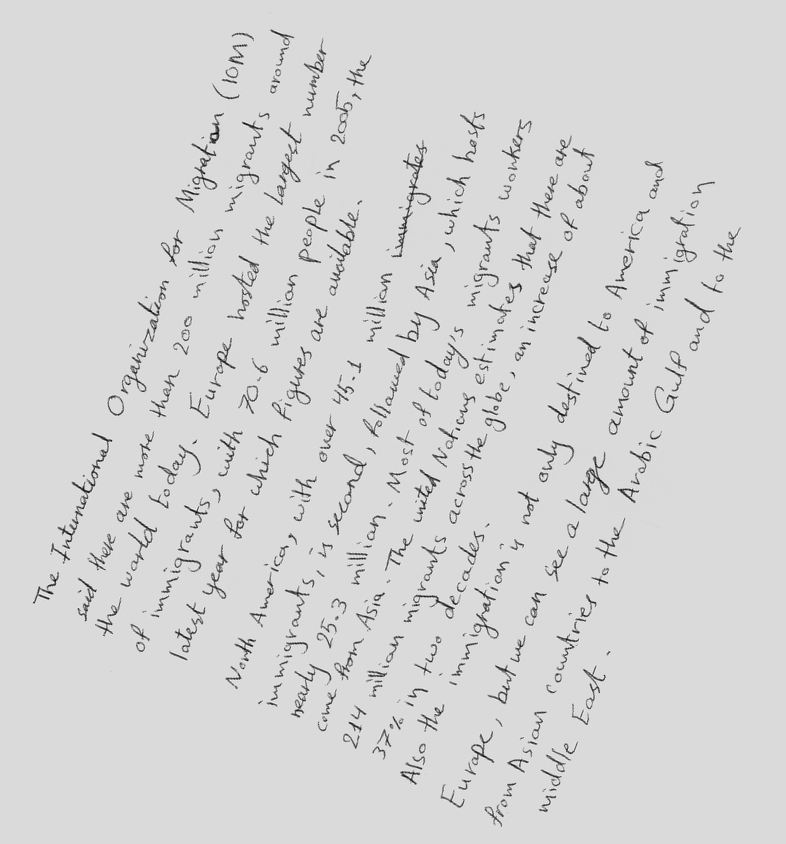 The International Organization for Migration (IOM)
said there are more than 200 million migrants around
the world today. Europe hosted the largest number
of immigrants, with 70.6 million people in 2005, the
latest year for which figures are available.
North America, with over 45.1 million immigrates
immigrants, is second, followed by Asia, which hosts
nearly 25.3 million. Most of today's migrants workers
come from Asia. The united Nations estimates that there are
214 million migrants across the globe, an increase of about
37% in two decades.
Also the immigration is not only destined to America and
Europe, but we can see a large amount of immigration
from Asian countries to the Arabic Gulf and to the
middle East.